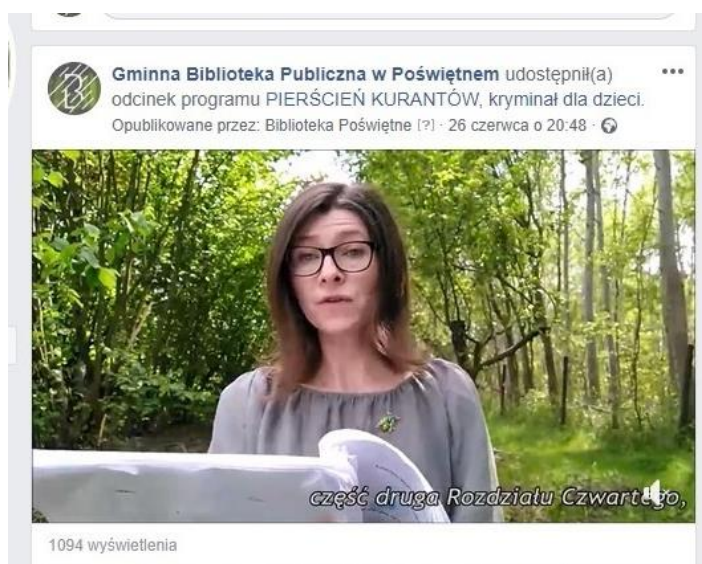 Gminna Biblioteka Publiczna w Poświętnem udostępnił(a)
odcinek programu PIERŚCIEŃ KURANTÓW, kryminał dla dzieci.
Opublikowane przez: Biblioteka Poświętne [?] · 26 czerwca o 20:48 ·
część druga Rozdziału Czwartego,
1094 wyświetlenia